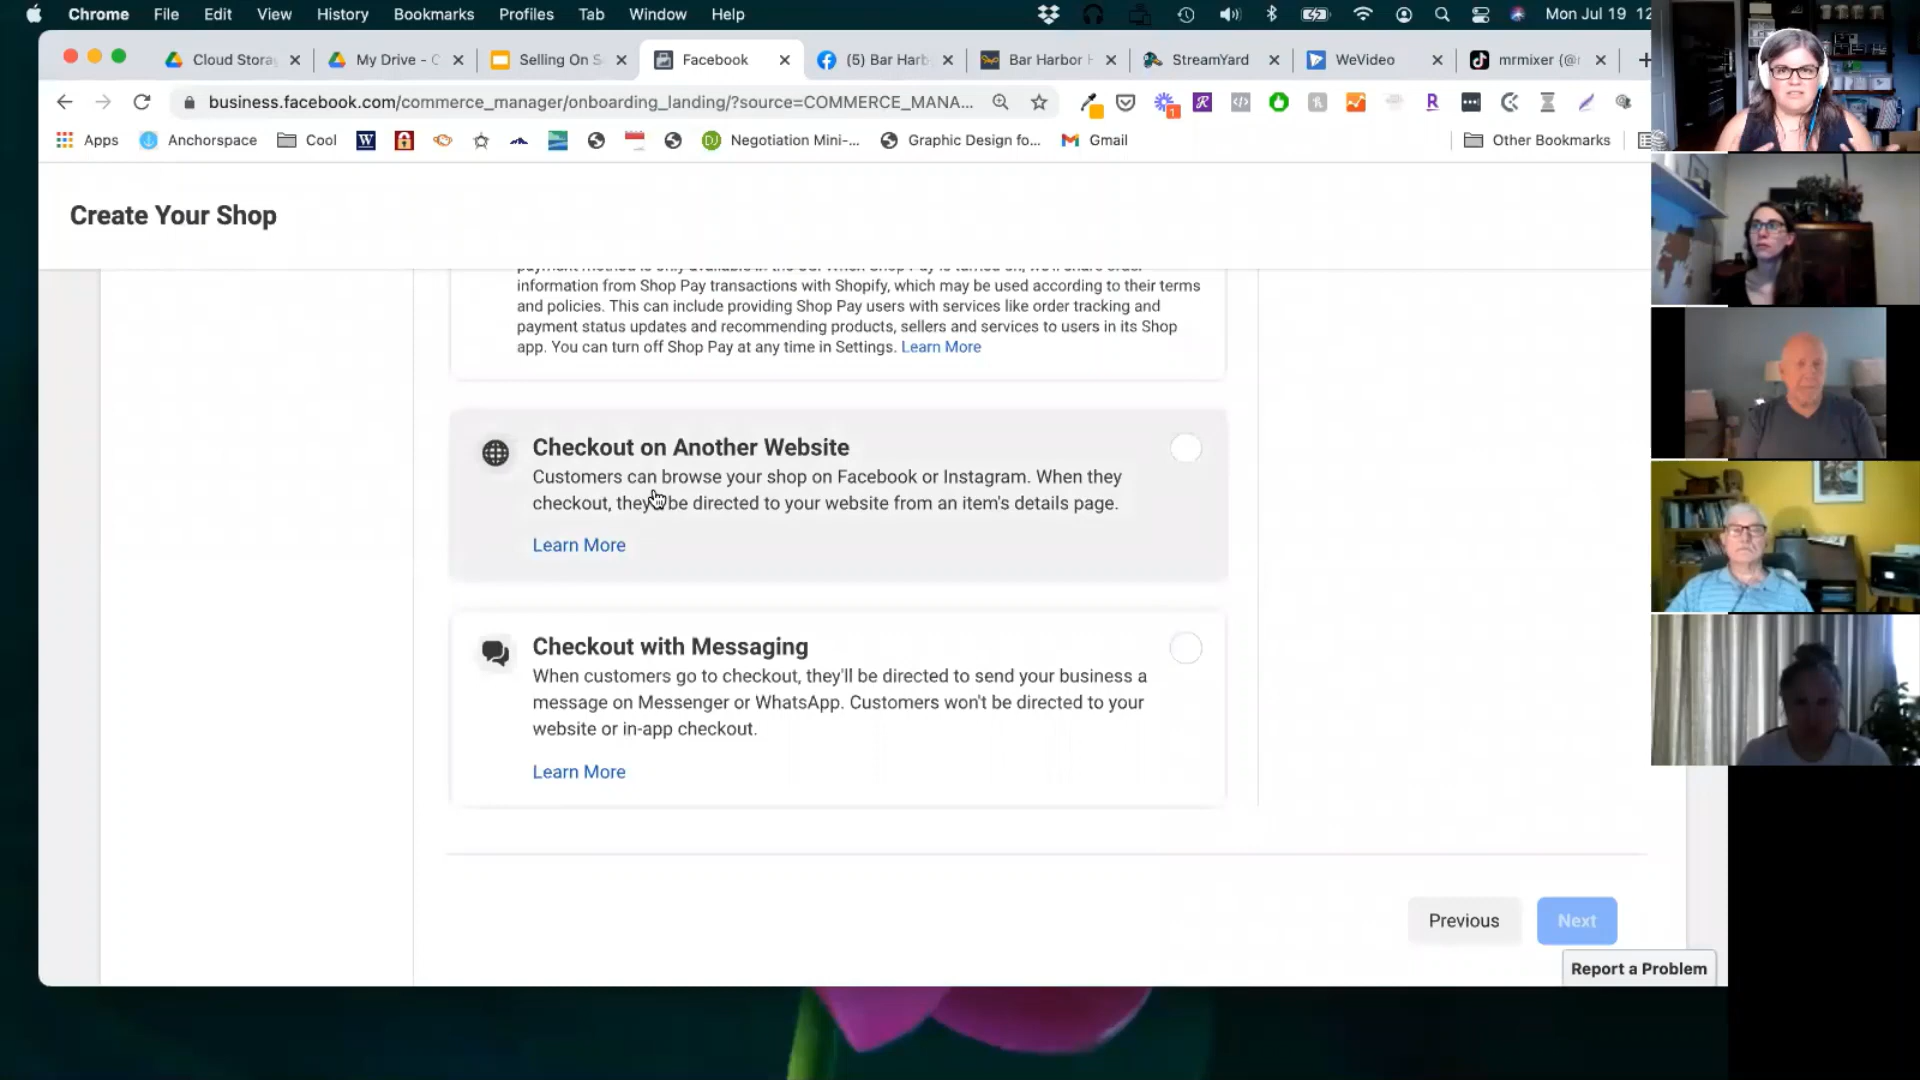 Chrome File Edit View History Bookmarks Profiles Tab Window Help Mon Jul 19 12
Cloud Stora My Drive - C Selling On S Facebook (5) Bar Harb Bar Harbor H StreamYard WeVideo mrmixer (@r
business.facebook.com/commerce_manager/onboarding_landing/?source=COMMERCE_MANA...
Apps Anchorspace Cool Negotiation Mini-... Graphic Design fo... Gmail Other Bookmarks
Create Your Shop
information from Shop Pay transactions with Shopify, which may be used according to their terms
and policies. This can include providing Shop Pay users with services like order tracking and
payment status updates and recommending products, sellers and services to users in its Shop
app. You can turn off Shop Pay at any time in Settings. Learn More
Checkout on Another Website
Customers can browse your shop on Facebook or Instagram. When they
checkout, they'll be directed to your website from an item's details page.
Learn More
Checkout with Messaging
When customers go to checkout, they'll be directed to send your business a
message on Messenger or WhatsApp. Customers won't be directed to your
website or in-app checkout.
Learn More
Previous
Next
Report a Problem